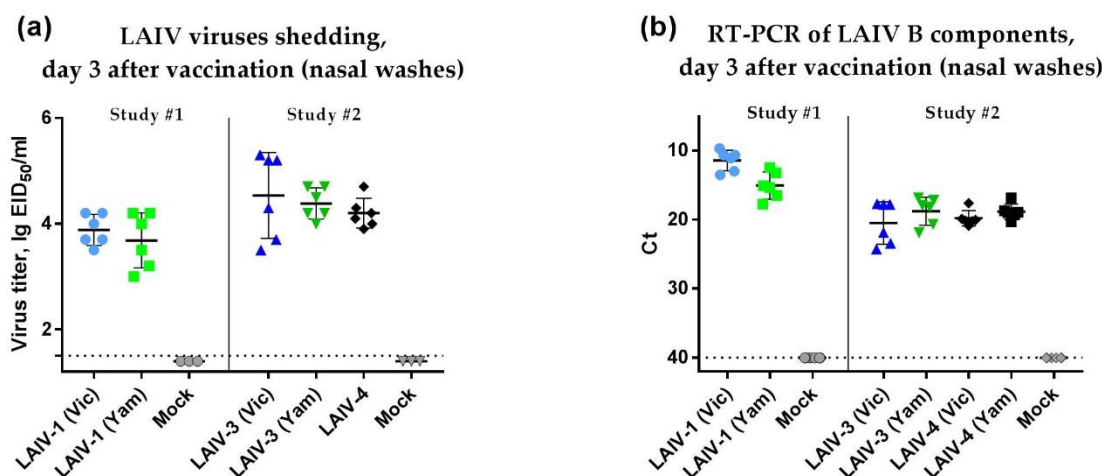 (a)
LAIV viruses shedding,
day 3 after vaccination (nasal washes)
Study #1
Study #2
Virus titer, lg EID50/ml
6
4
2
LAIV-1 (Vic)
LAIV-1 (Yam)
Mock
LAIV-3 (Vic)
LAIV-3 (Yam)
LAIV-4
Mock
(b)
RT-PCR of LAIV B components,
day 3 after vaccination (nasal washes)
Study #1
Study #2
Ct
10
20
30
40
LAIV-1 (Vic)
LAIV-1 (Yam)
Mock
LAIV-3 (Vic)
LAIV-3 (Yam)
LAIV-4 (Vic)
LAIV-4 (Yam)
Mock